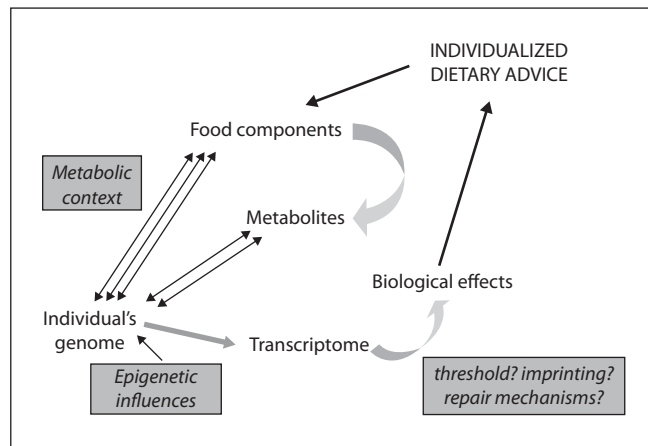 INDIVIDUALIZED
DIETARY ADVICE
Food components
Metabolic
context
Metabolites
Biological effects
Individual's
genome
Transcriptome
Epigenetic
influences
threshold? imprinting?
repair mechanisms?